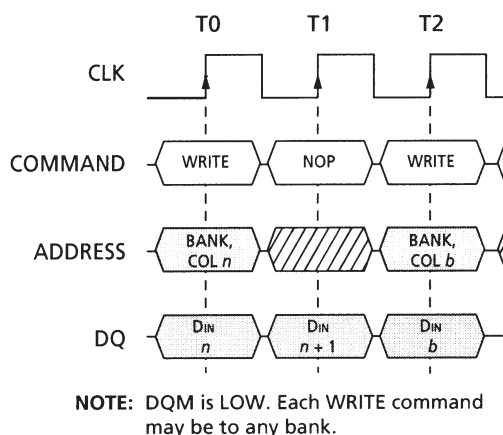 T0 T1 T2
CLK
COMMAND WRITE NOP WRITE
ADDRESS BANK, COL n BANK, COL b
DQ DIN n DIN n + 1 DIN b
NOTE: DQM is LOW. Each WRITE command
may be to any bank.